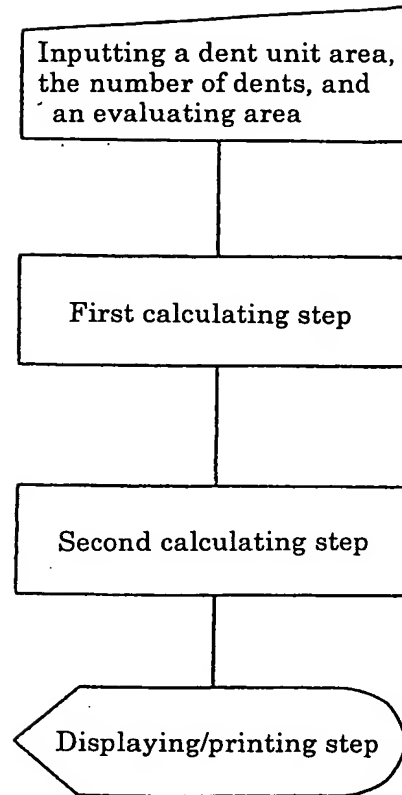 Inputting a dent unit area,
the number of dents, and
an evaluating area
First calculating step
Second calculating step
Displaying/printing step